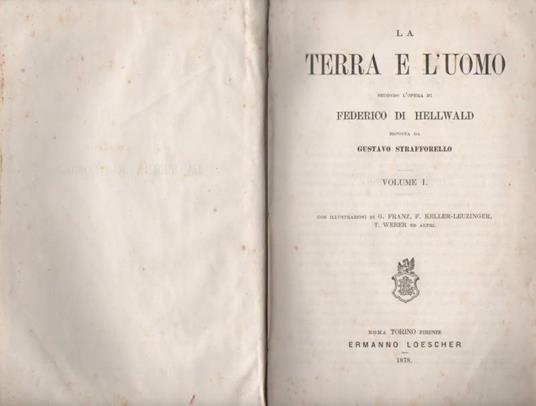 LA
TERRA E L'UOMO
SECONDO L'OPERA DI
FEDERICO DI HELLWALD
ESPOSTA DA
GUSTAVO STRAFFORELLO
VOLUME I.
CON ILLUSTRAZIONI DI G. FRANZ, F. KELLER-LEUZINGER,
T. WEBER ED ALTRI.
ROMA TORINO FIRENZE
ERMANNO LOESCHER
1878.